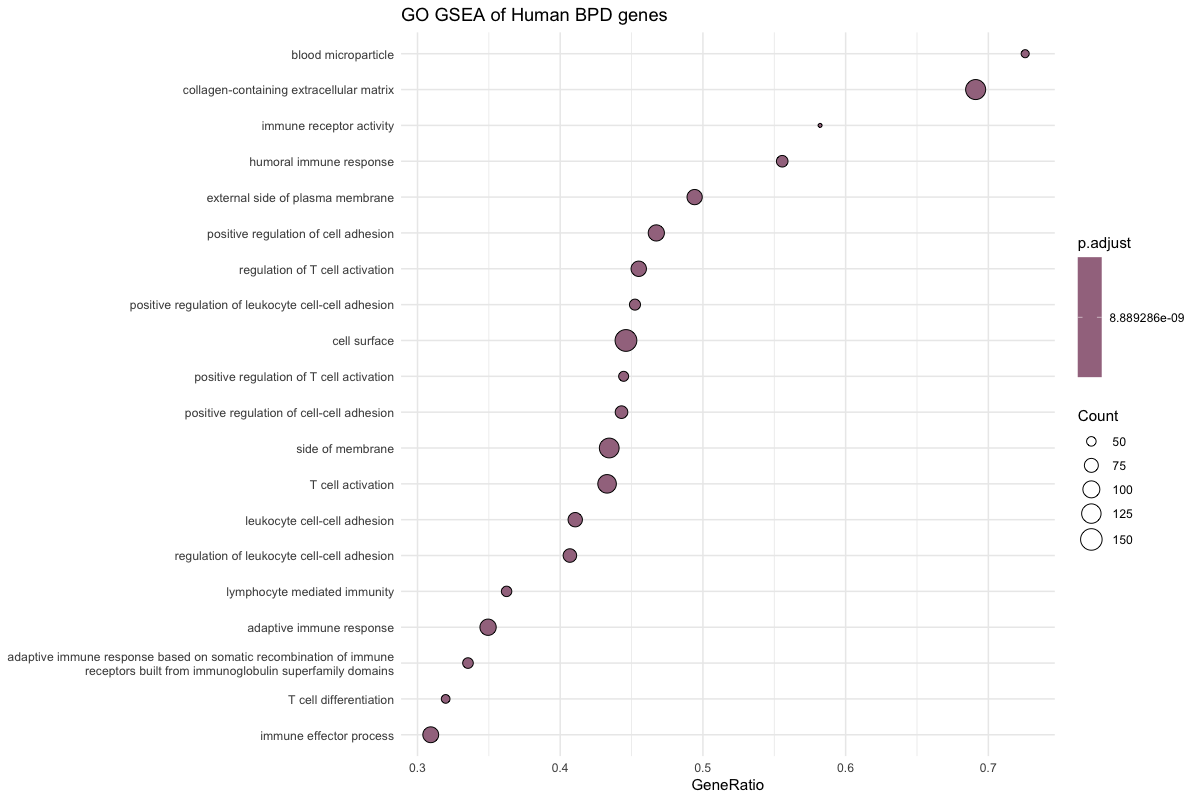 GO GSEA of Human BPD genes
blood microparticle
collagen-containing extracellular matrix
immune receptor activity
humoral immune response
external side of plasma membrane
positive regulation of cell adhesion
regulation of T cell activation
positive regulation of leukocyte cell-cell adhesion
cell surface
positive regulation of T cell activation
positive regulation of cell-cell adhesion
side of membrane
T cell activation
leukocyte cell-cell adhesion
regulation of leukocyte cell-cell adhesion
lymphocyte mediated immunity
adaptive immune response
adaptive immune response based on somatic recombination of immune
receptors built from immunoglobulin superfamily domains
T cell differentiation
immune effector process
0.3 0.4 0.5 0.6 0.7
GeneRatio
p.adjust
8.889286e-09
Count
50
75
100
125
150